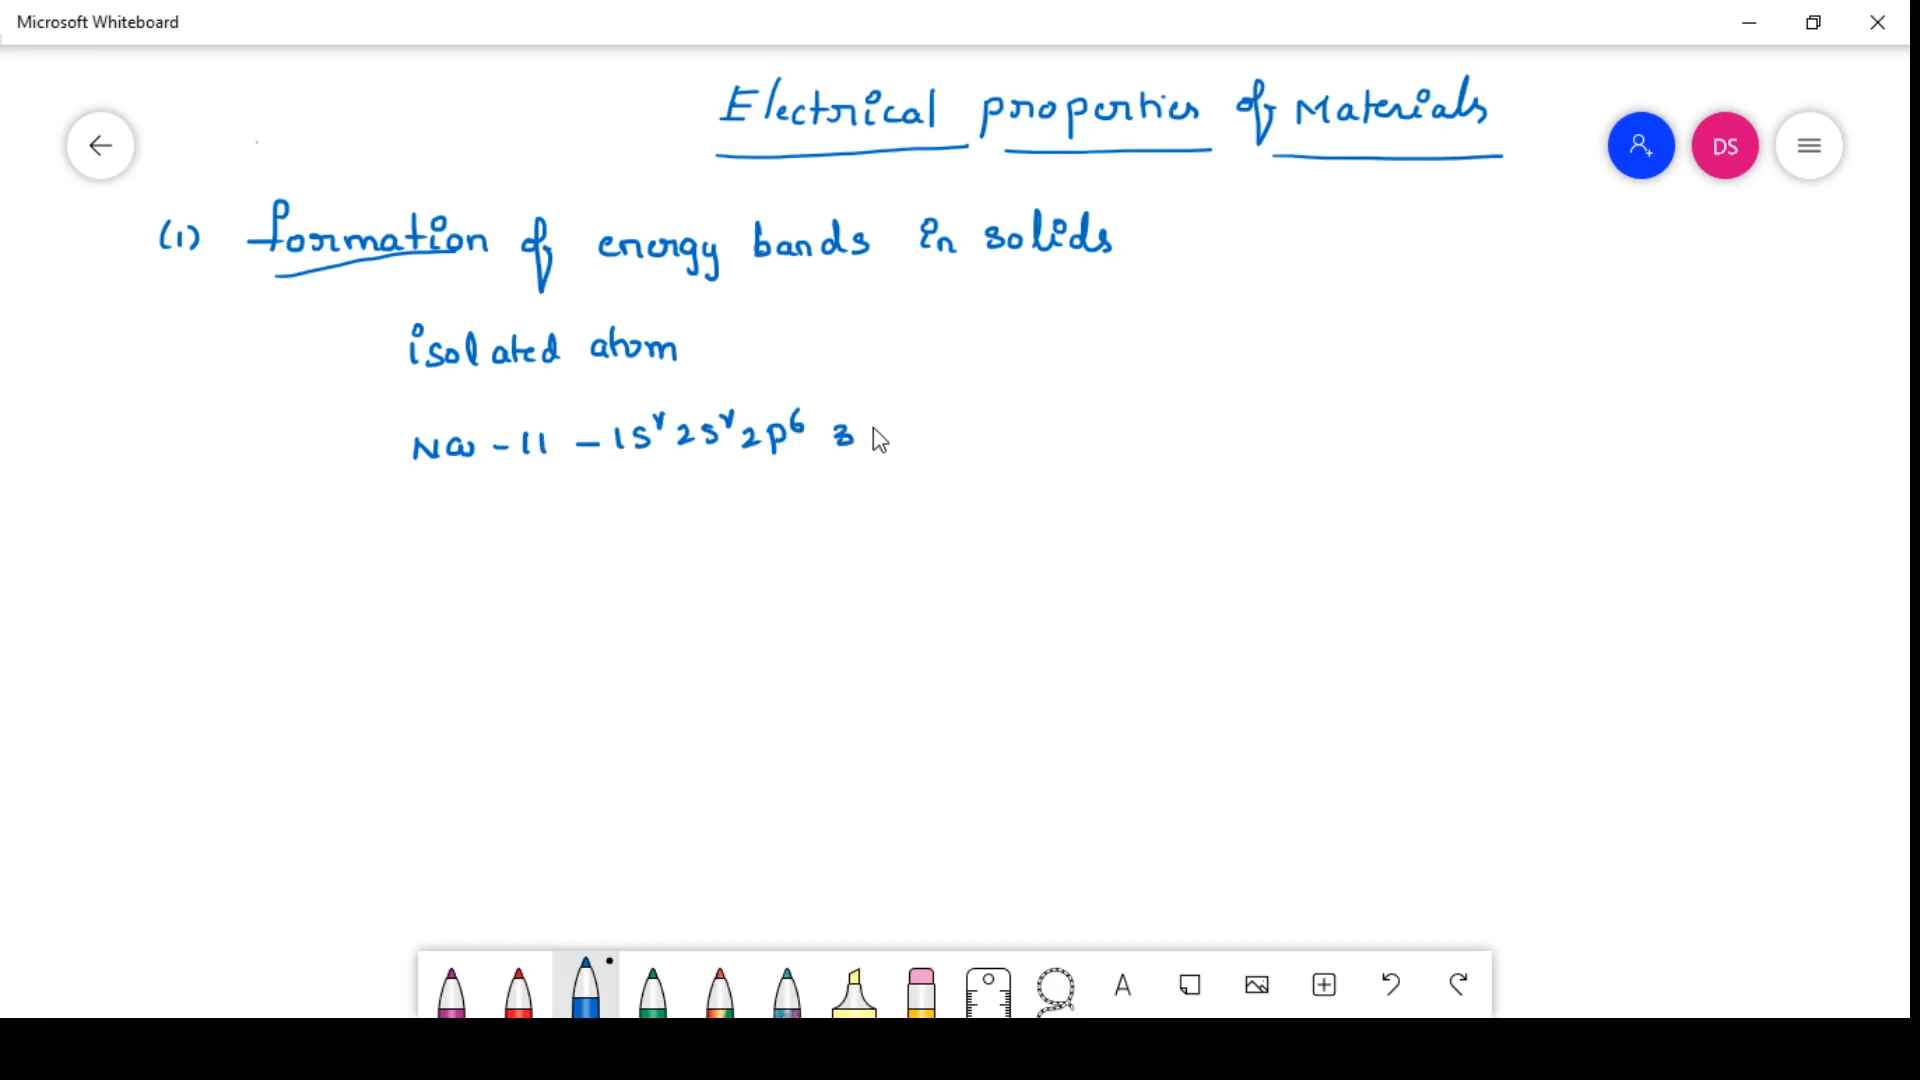 Microsoft Whiteboard
Electrical properties of Materials
DS
(1) formation of energy bands in solids
isolated atom
Na - 11 - 1s² 2s² 2p⁶ 3
A